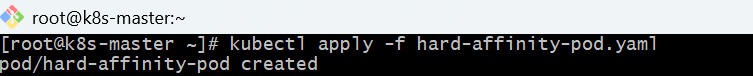 root@k8s-master:~
[root@k8s-master ~]# kubectl apply -f hard-affinity-pod.yaml
pod/hard-affinity-pod created